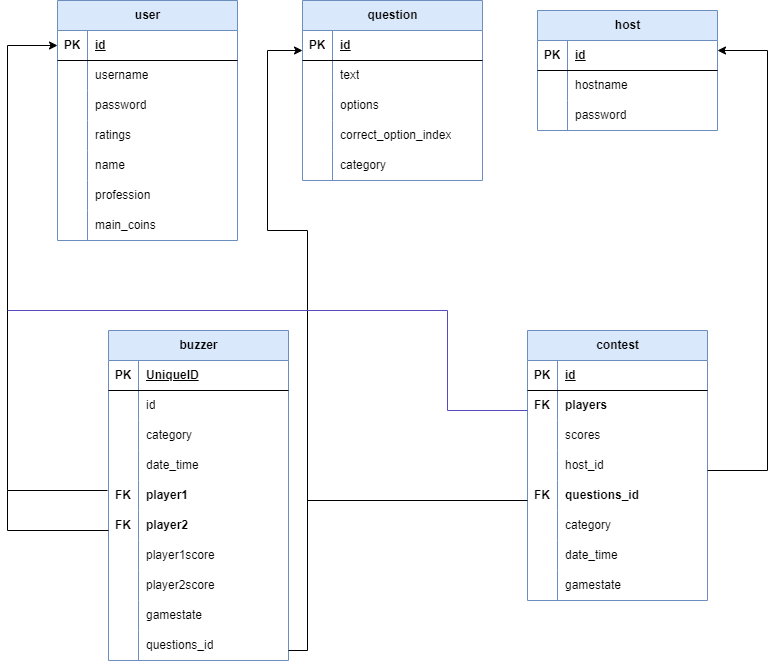 user
PK id
username
password
ratings
name
profession
main_coins
question
PK id
text
options
correct_option_index
category
host
PK id
hostname
password
buzzer
PK UniqueID
id
category
date_time
FK player1
FK player2
player1score
player2score
gamestate
questions_id
contest
PK id
FK players
scores
host_id
FK questions_id
category
date_time
gamestate